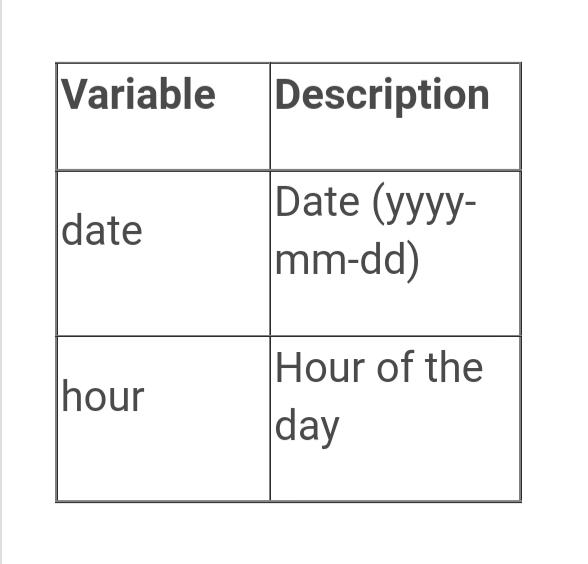 Variable Description
date Date (yyyy-
mm-dd)
hour Hour of the
day